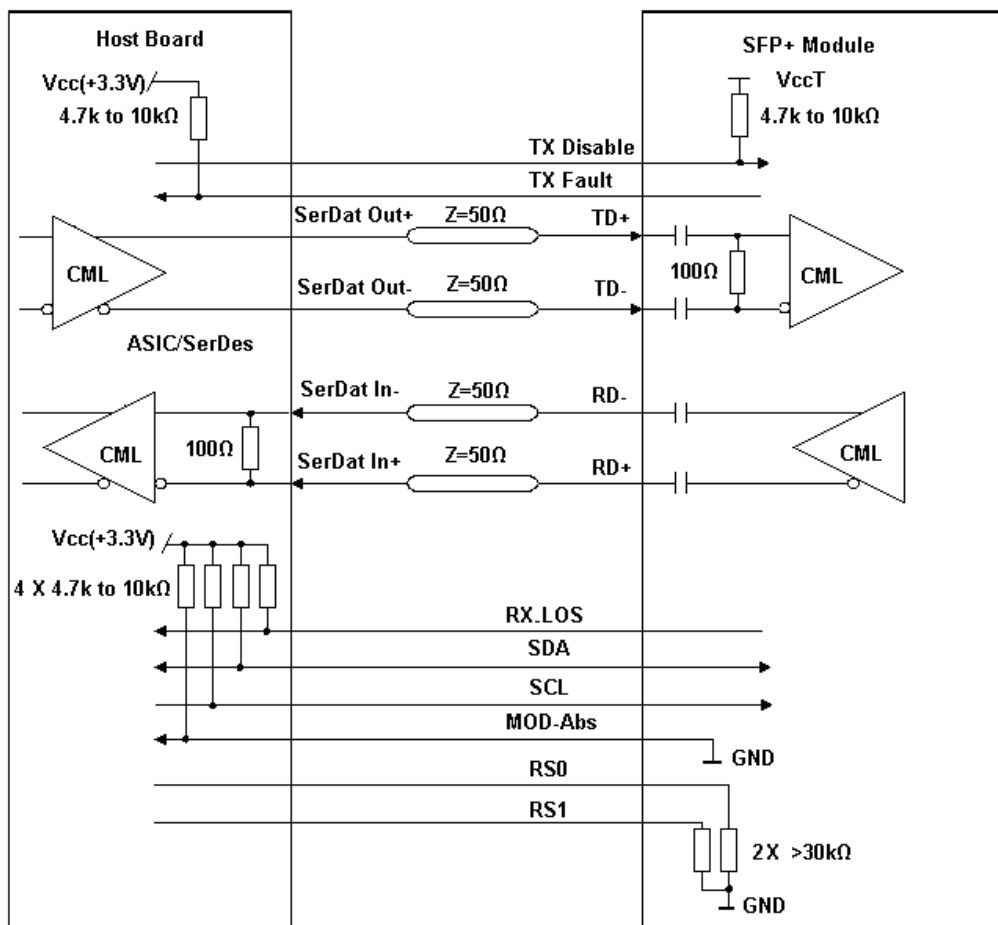 Host Board
SFP+ Module
Vcc(+3.3V)
4.7k to 10kΩ
VccT
4.7k to 10kΩ
TX Disable
TX Fault
SerDat Out+
Z=50Ω
TD+
CML
100Ω
CML
SerDat Out-
Z=50Ω
TD-
ASIC/SerDes
SerDat In-
Z=50Ω
RD-
CML
100Ω
SerDat In+
Z=50Ω
RD+
CML
Vcc(+3.3V)
4 X 4.7k to 10kΩ
RX.LOS
SDA
SCL
MOD-Abs
GND
RS0
RS1
2X >30kΩ
GND